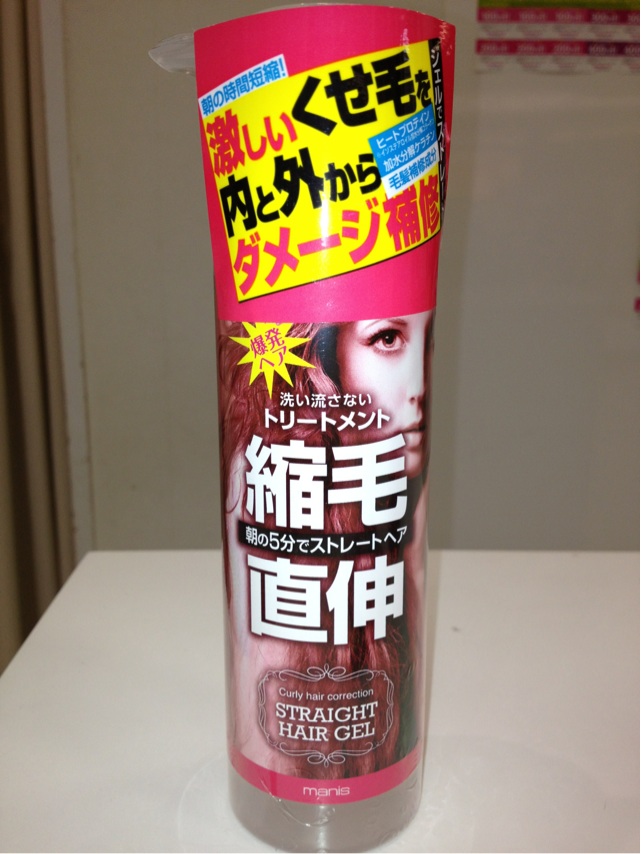 朝の時間短縮!
激しいくせ毛を
内と外から
ダメージ補修
ジェルでストレート
ヒートプロテイン
加水分解ケラチン
毛髪補修成分
爆発
ヘア
洗い流さない
トリートメント
縮毛
朝の5分でストレートヘア
直伸
Curly hair correction
STRAIGHT
HAIR GEL
manis